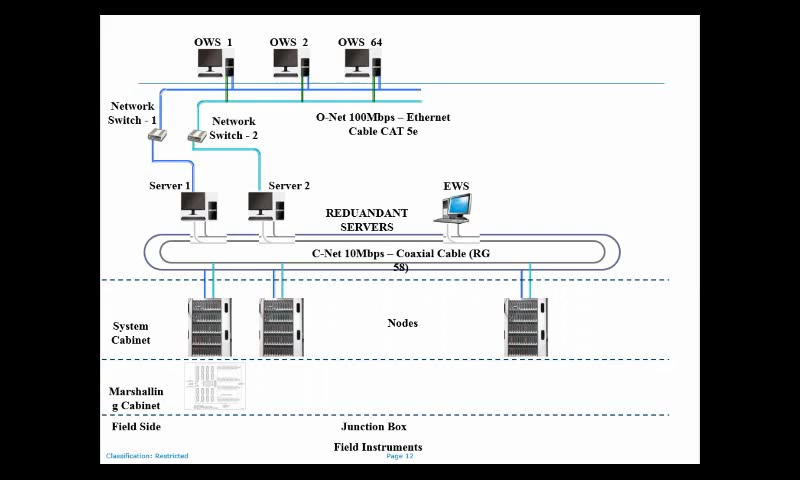 OWS 1
OWS 2
OWS 64
Network
Switch - 1
Network
Switch - 2
O-Net 100Mbps – Ethernet
Cable CAT 5e
Server 1
Server 2
EWS
REDUANDANT
SERVERS
C-Net 10Mbps – Coaxial Cable (RG
58)
System
Cabinet
Nodes
Marshallin
g Cabinet
Field Side
Junction Box
Field Instruments
Classification: Restricted
Page 12